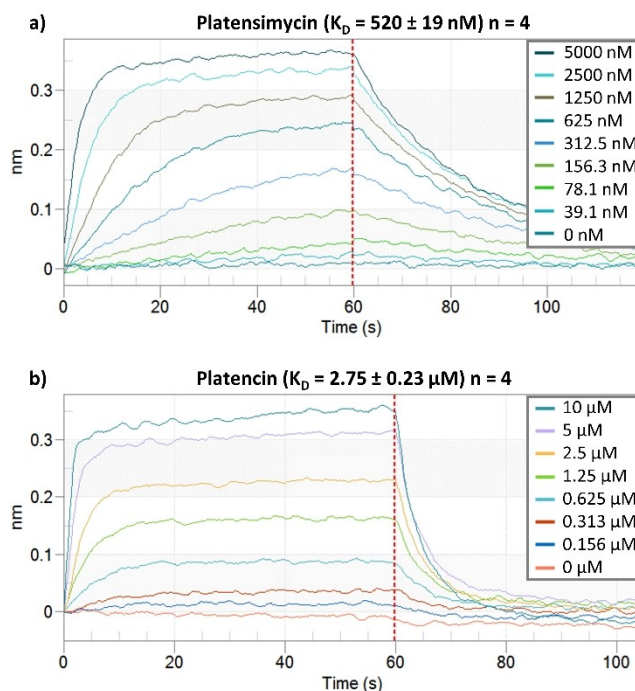 a) Platensimycin (K_D = 520 ± 19 nM) n = 4
5000 nM
2500 nM
1250 nM
625 nM
312.5 nM
156.3 nM
78.1 nM
39.1 nM
0 nM
nm
0.3
0.2
0.1
0
0 20 40 60 80 100
Time (s)
b) Platencin (K_D = 2.75 ± 0.23 µM) n = 4
10 µM
5 µM
2.5 µM
1.25 µM
0.625 µM
0.313 µM
0.156 µM
0 µM
nm
0.3
0.2
0.1
0
0 20 40 60 80 100
Time (s)